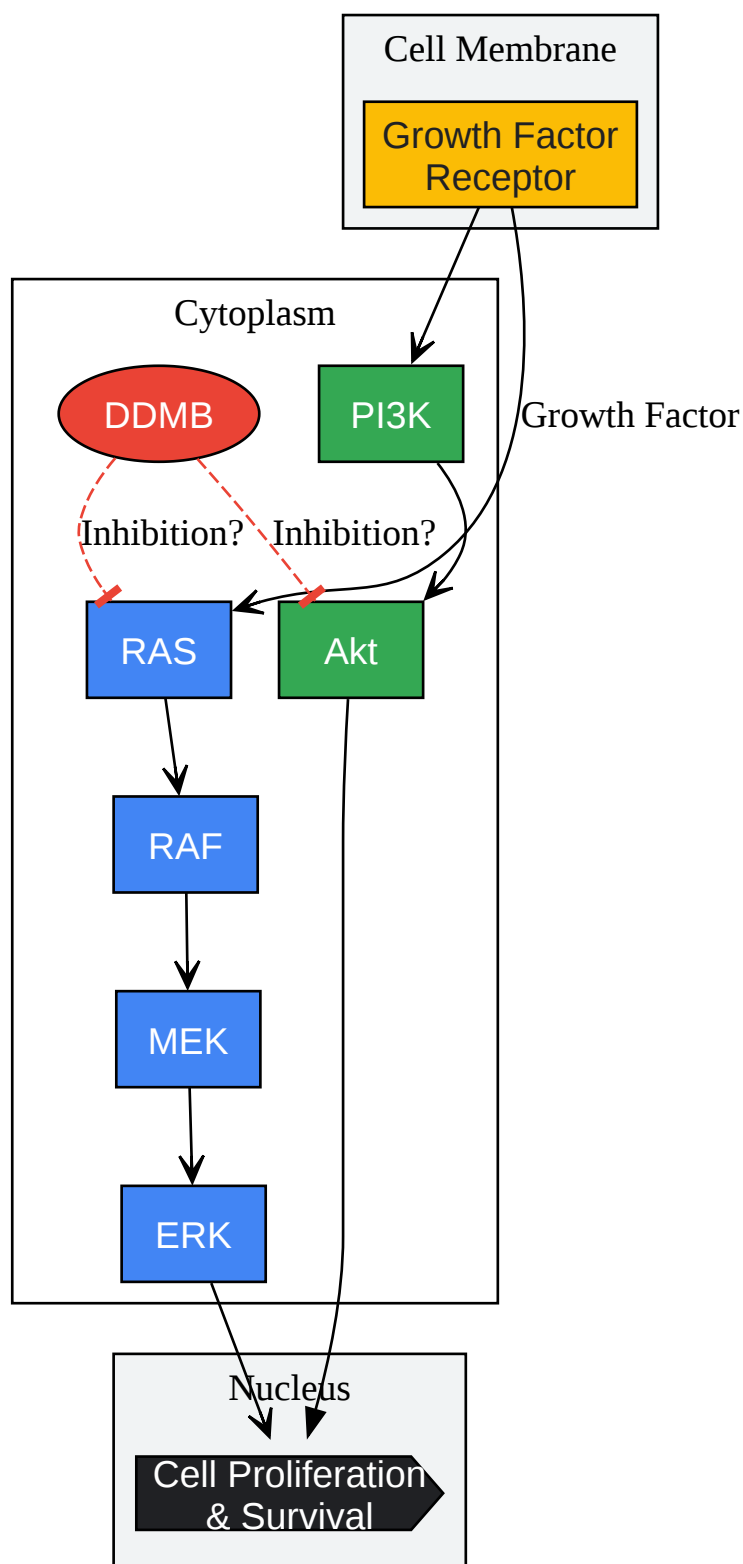 Cell Membrane
Growth Factor
Receptor
Cytoplasm
DDMB
PI3K
Growth Factor
Inhibition?
Inhibition?
RAS
Akt
RAF
MEK
ERK
Nucleus
Cell Proliferation
& Survival